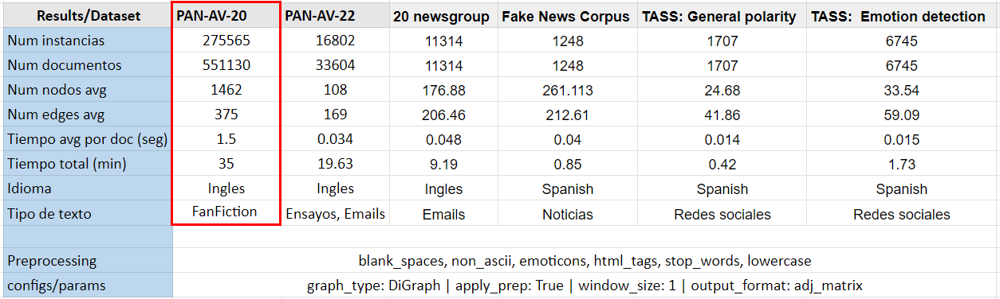 Results/Dataset PAN-AV-20 PAN-AV-22 20 newsgroup Fake News Corpus TASS: General polarity TASS: Emotion detection
Num instancias 275565 16802 11314 1248 1707 6745
Num documentos 551130 33604 11314 1248 1707 6745
Num nodos avg 1462 108 176.88 261.113 24.68 33.54
Num edges avg 375 169 206.46 212.61 41.86 59.09
Tiempo avg por doc (seg) 1.5 0.034 0.048 0.04 0.014 0.015
Tiempo total (min) 35 19.63 9.19 0.85 0.42 1.73
Idioma Ingles Ingles Ingles Spanish Spanish Spanish
Tipo de texto FanFiction Ensayos, Emails Emails Noticias Redes sociales Redes sociales
Preprocessing blank_spaces, non_ascii, emoticons, html_tags, stop_words, lowercase
configs/params graph_type: DiGraph | apply_prep: True | window_size: 1 | output_format: adj_matrix